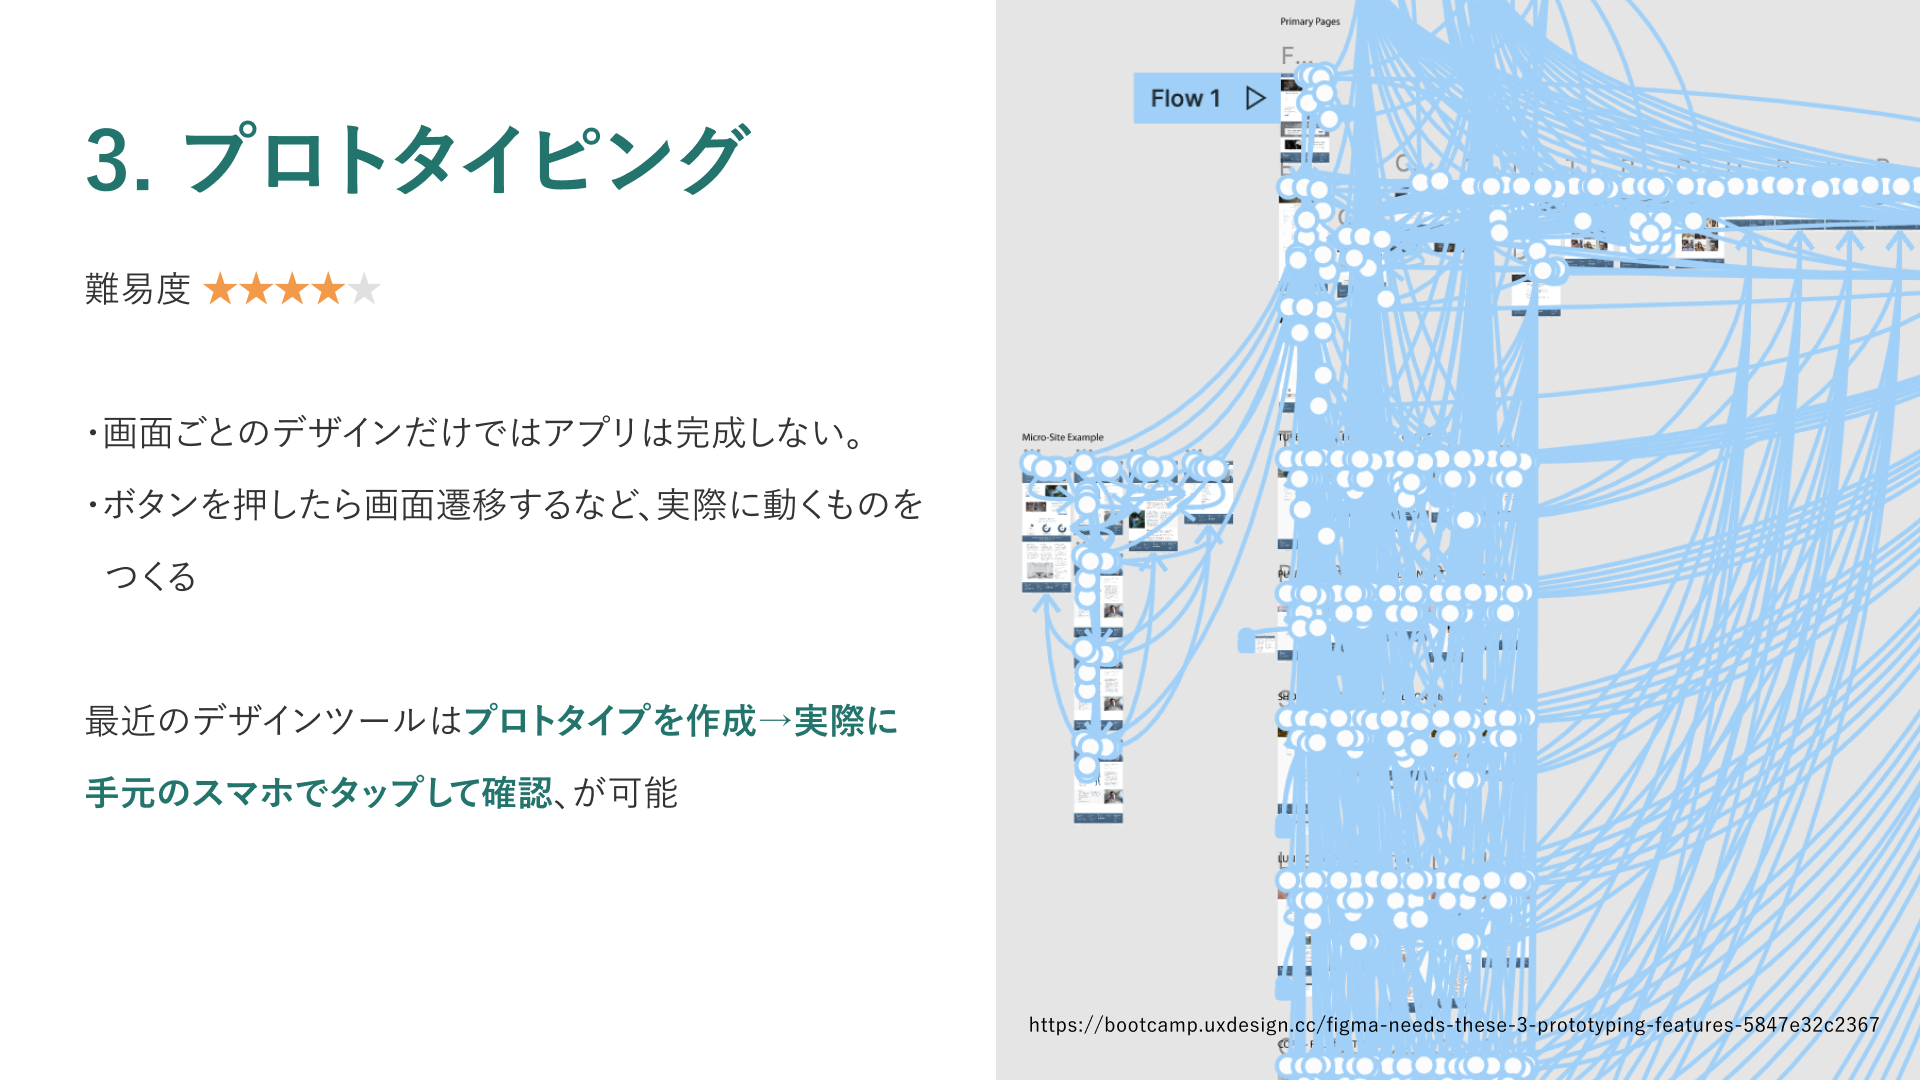 3. プロトタイピング
難易度 ★★★★★
・画面ごとのデザインだけではアプリは完成しない。
・ボタンを押したら画面遷移するなど、実際に動くものを
つくる
最近のデザインツールはプロトタイプを作成→実際に
手元のスマホでタップして確認、が可能
Primary Pages
F...
Flow 1
Micro-Site Example
https://bootcamp.uxdesign.cc/figma-needs-these-3-prototyping-features-5847e32c2367